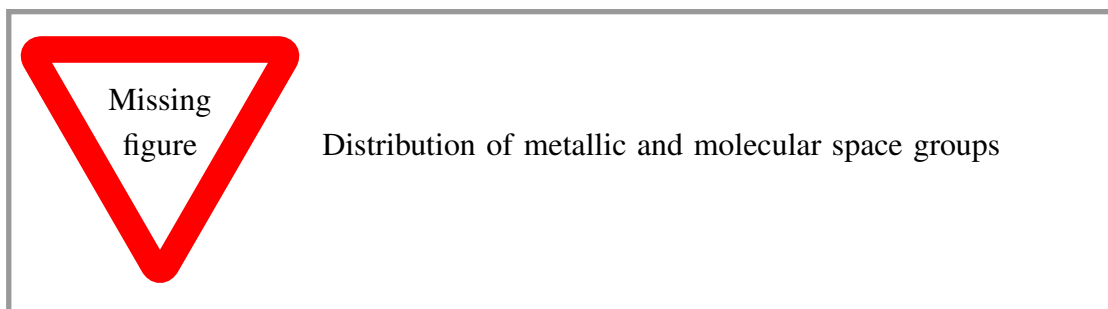 Missing
figure
Distribution of metallic and molecular space groups